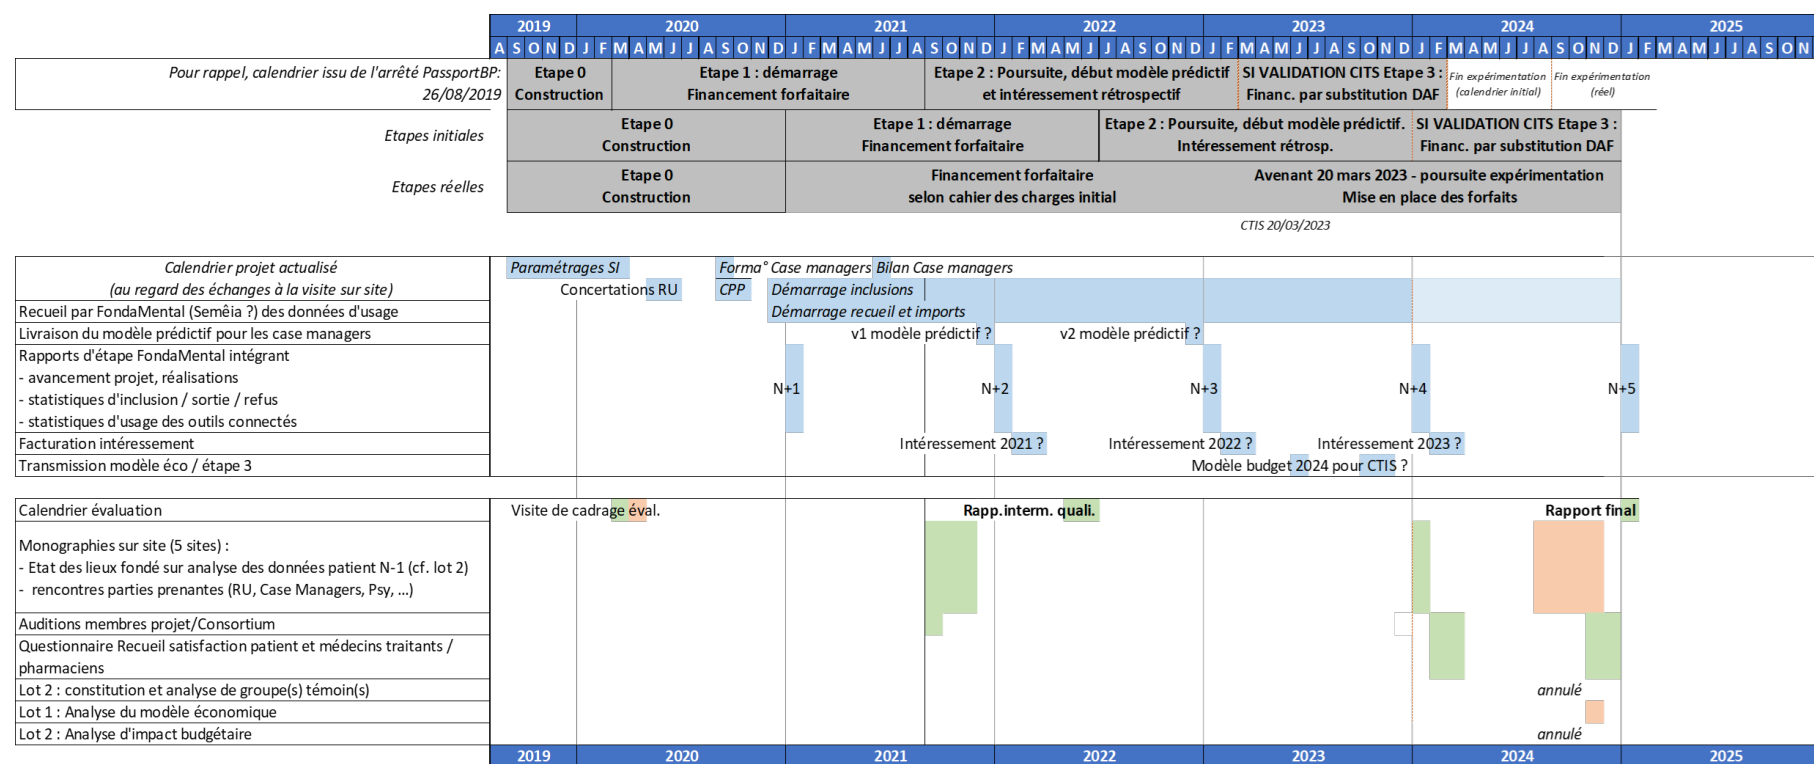 2019 2020 2021 2022 2023 2024 2025
A S O N D J F M A M J J A S O N D J F M A M J J A S O N D J F M A M J J A S O N D J F M A M J J A S O N D J F M A M J J A S O N D J F M A M J J A S O N
Pour rappel, calendrier issu de l'arrêté PassportBP:
26/08/2019
Etape 0
Construction
Etape 1 : démarrage
Financement forfaitaire
Etape 2 : Poursuite, début modèle prédictif
et intéressement rétrospectif
SI VALIDATION CITS Etape 3 :
Financ. par substitution DAF
Fin expérimentation
(calendrier initial)
Fin expérimentation
(réel)
Etapes initiales
Etape 0
Construction
Etape 1 : démarrage
Financement forfaitaire
Etape 2 : Poursuite, début modèle prédictif.
Intéressement rétrosp.
SI VALIDATION CITS Etape 3 :
Financ. par substitution DAF
Etapes réelles
Etape 0
Construction
Financement forfaitaire
selon cahier des charges initial
Avenant 20 mars 2023 - poursuite expérimentation
Mise en place des forfaits
CTIS 20/03/2023
Calendrier projet actualisé
(au regard des échanges à la visite sur site)
Paramétrages SI
Forma° Case managers
Bilan Case managers
Concertations RU
CPP
Démarrage inclusions
Recueil par FondaMental (Semêia ?) des données d'usage
Démarrage recueil et imports
Livraison du modèle prédictif pour les case managers
v1 modèle prédictif ?
v2 modèle prédictif ?
Rapports d'étape FondaMental intégrant
- avancement projet, réalisations
- statistiques d'inclusion / sortie / refus
- statistiques d'usage des outils connectés
N+1
N+2
N+3
N+4
N+5
Facturation intéressement
Intéressement 2021 ?
Intéressement 2022 ?
Intéressement 2023 ?
Transmission modèle éco / étape 3
Modèle budget 2024 pour CTIS ?
Calendrier évaluation
Visite de cadrage éval.
Rapp.interm. quali.
Rapport final
Monographies sur site (5 sites) :
- Etat des lieux fondé sur analyse des données patient N-1 (cf. lot 2)
- rencontres parties prenantes (RU, Case Managers, Psy, ...)
Auditions membres projet/Consortium
Questionnaire Recueil satisfaction patient et médecins traitants /
pharmaciens
Lot 2 : constitution et analyse de groupe(s) témoin(s)
annulé
Lot 1 : Analyse du modèle économique
Lot 2 : Analyse d'impact budgétaire
annulé
2019 2020 2021 2022 2023 2024 2025